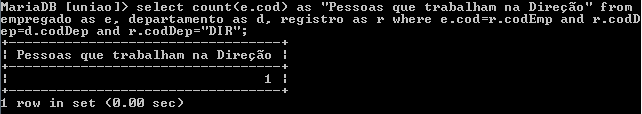 MariaDB [uniao]> select count(e.cod) as "Pessoas que trabalham na Direção" from
empregado as e, departamento as d, registro as r where e.cod=r.codEmp and r.codD
ep=d.codDep and r.codDep="DIR";
+----------------------------------+
| Pessoas que trabalham na Direção |
+----------------------------------+
|                                1 |
+----------------------------------+
1 row in set (0.00 sec)